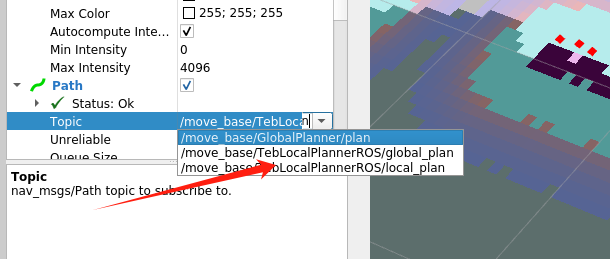 Max Color 255; 255; 255
Autocompute Inte...
Min Intensity 0
Max Intensity 4096
Path
Status: Ok
Topic /move_base/TebLocan
Unreliable /move_base/GlobalPlanner/plan
/move_base/TebLocalPlannerROS/global_plan
Queue Size /move_base/TebLocalPlannerROS/local_plan
Topic
nav_msgs/Path topic to subscribe to.